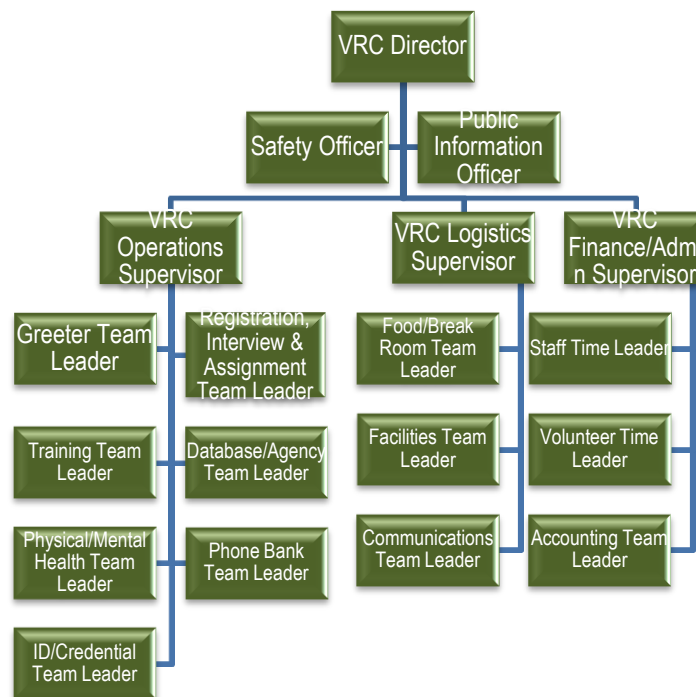 VRC Director
Safety Officer
Public
Information
Officer
VRC
Operations
Supervisor
VRC Logistics
Supervisor
VRC
Finance/Admi
n Supervisor
Greeter Team
Leader
Registration,
Interview &
Assignment
Team Leader
Food/Break
Room Team
Leader
Staff Time Leader
Training Team
Leader
Database/Agency
Team Leader
Facilities Team
Leader
Volunteer Time
Leader
Physical/Mental
Health Team
Leader
Phone Bank
Team Leader
Communications
Team Leader
Accounting Team
Leader
ID/Credential
Team Leader